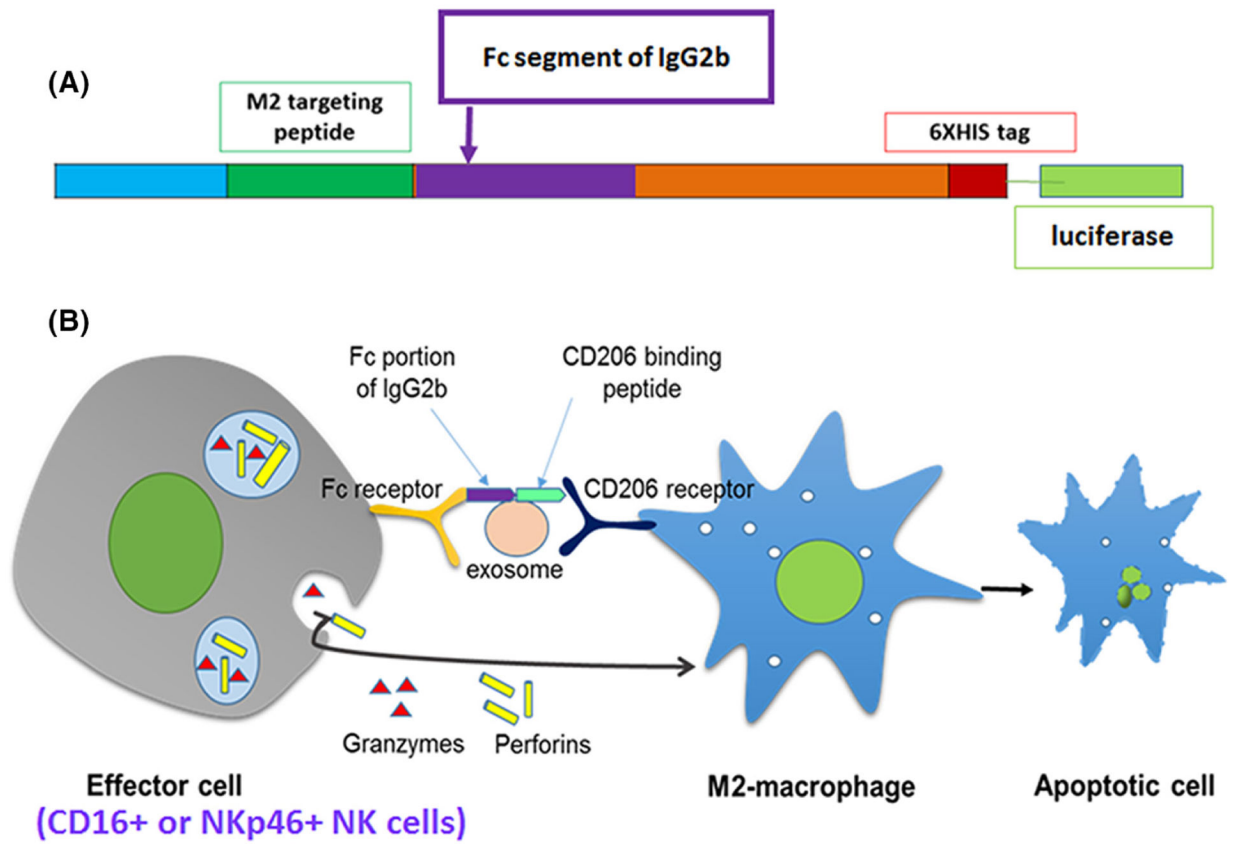 (A)
Fc segment of IgG2b
M2 targeting
peptide
6XHIS tag
luciferase
(B)
Fc portion
of IgG2b
CD206 binding
peptide
Fc receptor
CD206 receptor
exosome
Granzymes
Perforins
Effector cell
(CD16+ or NKp46+ NK cells)
M2-macrophage
Apoptotic cell